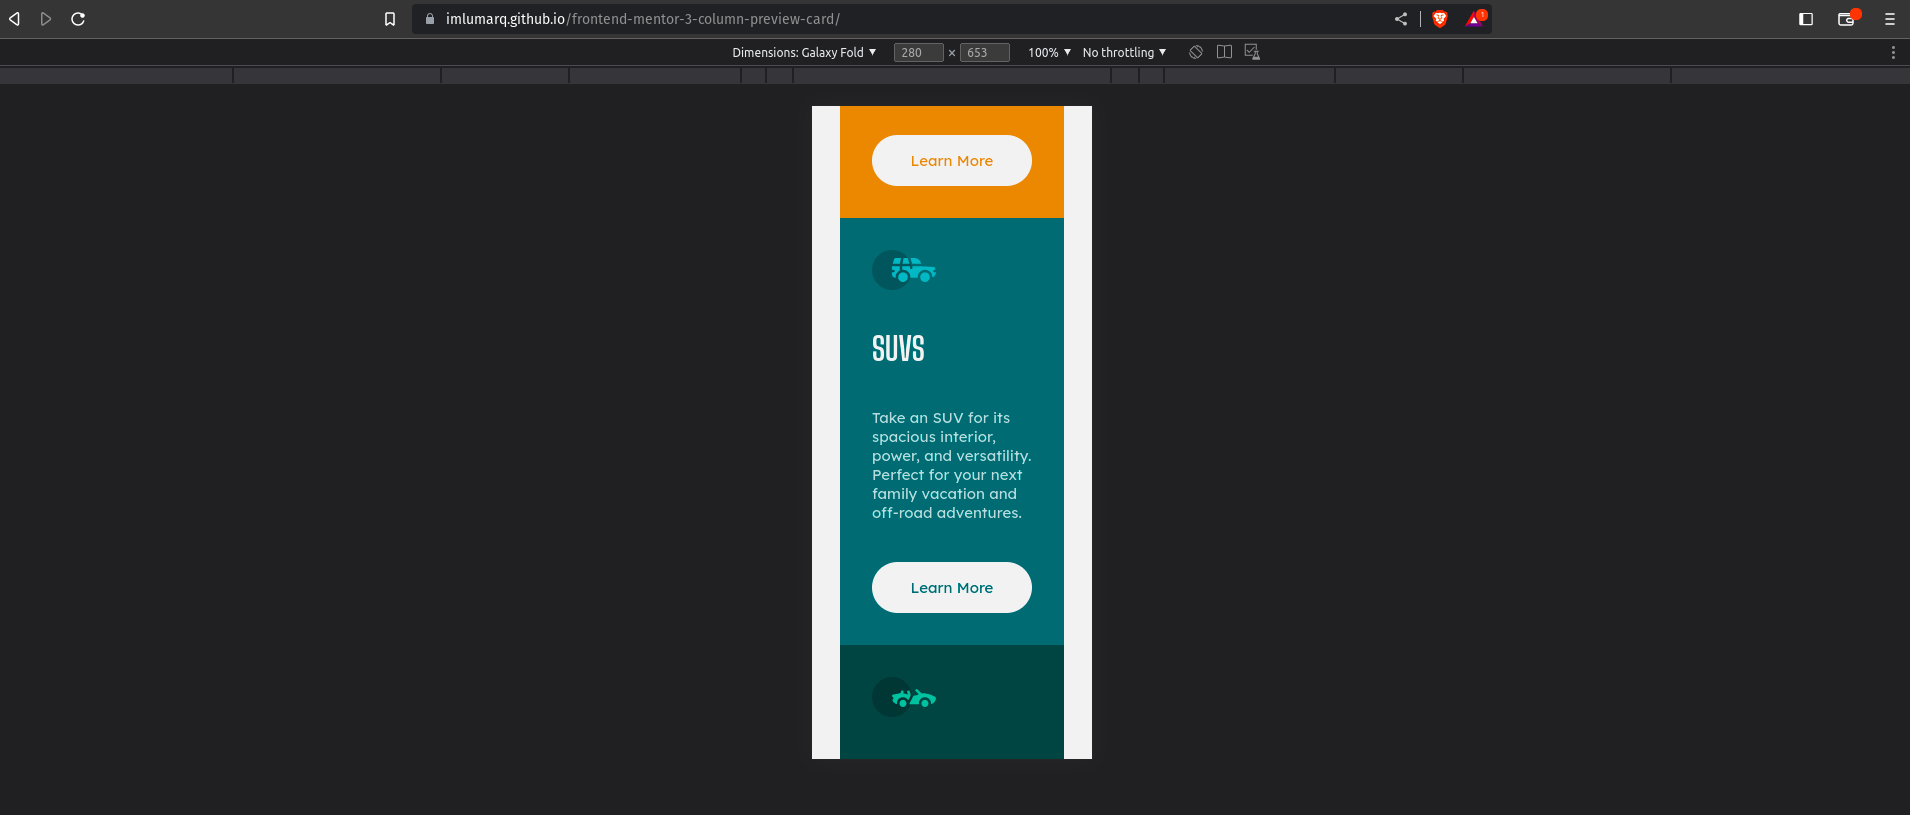 imlumarq.github.io/frontend-mentor-3-column-preview-card/
1
Dimensions: Galaxy Fold 280 × 653 100% No throttling
Learn More
SUVS
Take an SUV for its
spacious interior,
power, and versatility.
Perfect for your next
family vacation and
off-road adventures.
Learn More